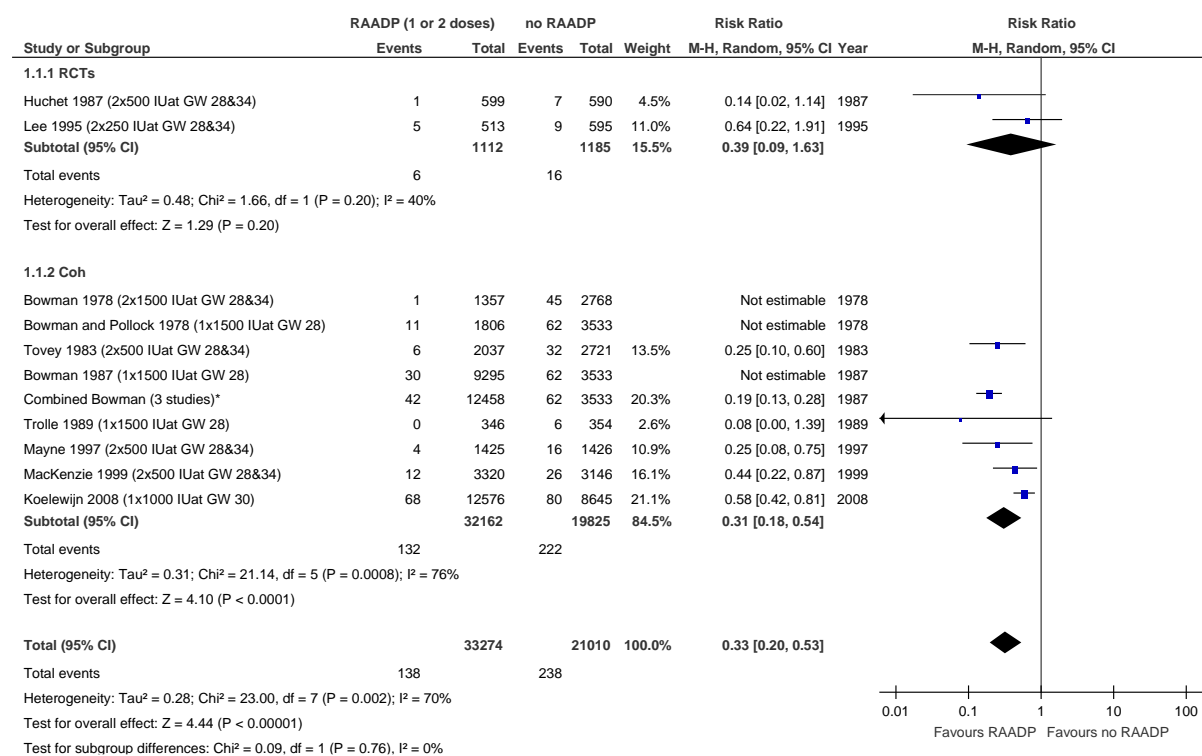 RAADP (1 or 2 doses) no RAADP Risk Ratio Risk Ratio
Study or Subgroup Events Total Events Total Weight M-H, Random, 95% CI Year M-H, Random, 95% CI
1.1.1 RCTs
Huchet 1987 (2x500 IUat GW 28&34) 1 599 7 590 4.5% 0.14 [0.02, 1.14] 1987
Lee 1995 (2x250 IUat GW 28&34) 5 513 9 595 11.0% 0.64 [0.22, 1.91] 1995
Subtotal (95% CI) 1112 1185 15.5% 0.39 [0.09, 1.63]
Total events 6 16
Heterogeneity: Tau² = 0.48; Chi² = 1.66, df = 1 (P = 0.20); I² = 40%
Test for overall effect: Z = 1.29 (P = 0.20)
1.1.2 Coh
Bowman 1978 (2x1500 IUat GW 28&34) 1 1357 45 2768 Not estimable 1978
Bowman and Pollock 1978 (1x1500 IUat GW 28) 11 1806 62 3533 Not estimable 1978
Tovey 1983 (2x500 IUat GW 28&34) 6 2037 32 2721 13.5% 0.25 [0.10, 0.60] 1983
Bowman 1987 (1x1500 IUat GW 28) 30 9295 62 3533 Not estimable 1987
Combined Bowman (3 studies)* 42 12458 62 3533 20.3% 0.19 [0.13, 0.28] 1987
Trolle 1989 (1x1500 IUat GW 28) 0 346 6 354 2.6% 0.08 [0.00, 1.39] 1989
Mayne 1997 (2x500 IUat GW 28&34) 4 1425 16 1426 10.9% 0.25 [0.08, 0.75] 1997
MacKenzie 1999 (2x500 IUat GW 28&34) 12 3320 26 3146 16.1% 0.44 [0.22, 0.87] 1999
Koelewijn 2008 (1x1000 IUat GW 30) 68 12576 80 8645 21.1% 0.58 [0.42, 0.81] 2008
Subtotal (95% CI) 32162 19825 84.5% 0.31 [0.18, 0.54]
Total events 132 222
Heterogeneity: Tau² = 0.31; Chi² = 21.14, df = 5 (P = 0.0008); I² = 76%
Test for overall effect: Z = 4.10 (P < 0.0001)
Total (95% CI) 33274 21010 100.0% 0.33 [0.20, 0.53]
Total events 138 238
Heterogeneity: Tau² = 0.28; Chi² = 23.00, df = 7 (P = 0.002); I² = 70%
Test for overall effect: Z = 4.44 (P < 0.00001)
Test for subgroup differences: Chi² = 0.09, df = 1 (P = 0.76), I² = 0%
0.01 0.1 1 10 100
Favours RAADP Favours no RAADP